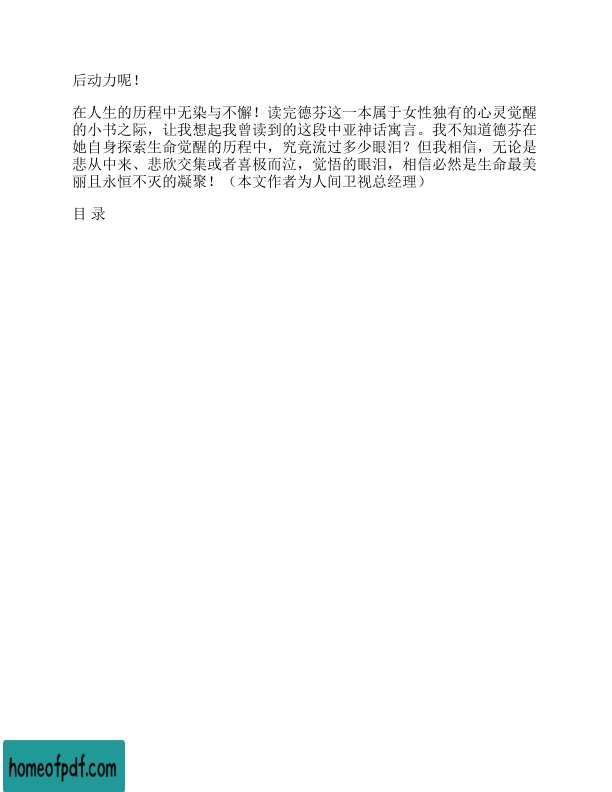 后动力呢！
在人生的历程中无染与不懈！读完德芬这一本属于女性独有的心灵觉醒
的小书之际，让我想起我曾读到的这段中亚神话寓言。我不知道德芬在
她自身探索生命觉醒的历程中，究竟流过多少眼泪？但我相信，无论是
悲从中来、悲欣交集或者喜极而泣，觉悟的眼泪，相信必然是生命最美
丽且永恒不灭的凝聚！（本文作者为人间卫视总经理）
目 录
homeofpdf.com